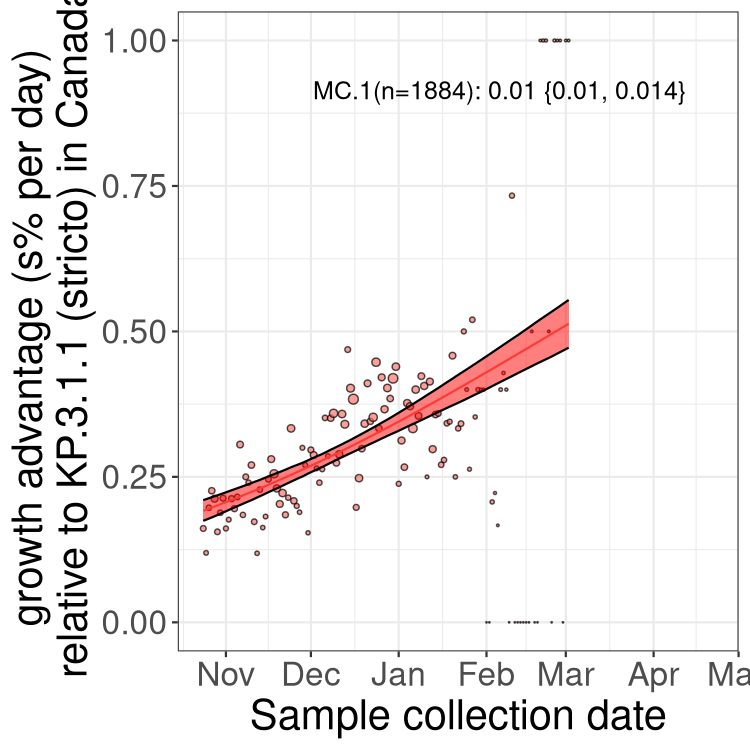 growth advantage (s% per day)
relative to KP.3.1.1 (stricto) in Canada
1.00
0.75
0.50
0.25
0.00
MC.1(n=1884): 0.01 {0.01, 0.014}
Nov Dec Jan Feb Mar Apr Ma
Sample collection date